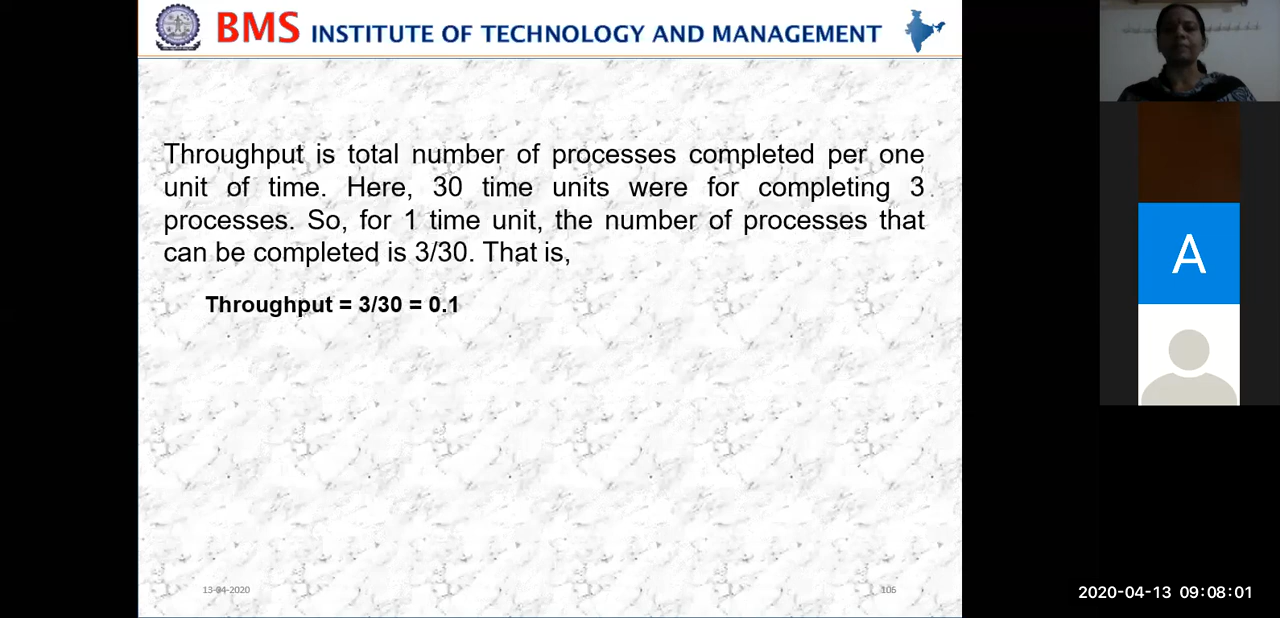 BMS INSTITUTE OF TECHNOLOGY AND MANAGEMENT
Throughput is total number of processes completed per one
unit of time. Here, 30 time units were for completing 3
processes. So, for 1 time unit, the number of processes that
can be completed is 3/30. That is,
Throughput = 3/30 = 0.1
A
13-04-2020
106
2020-04-13 09:08:01